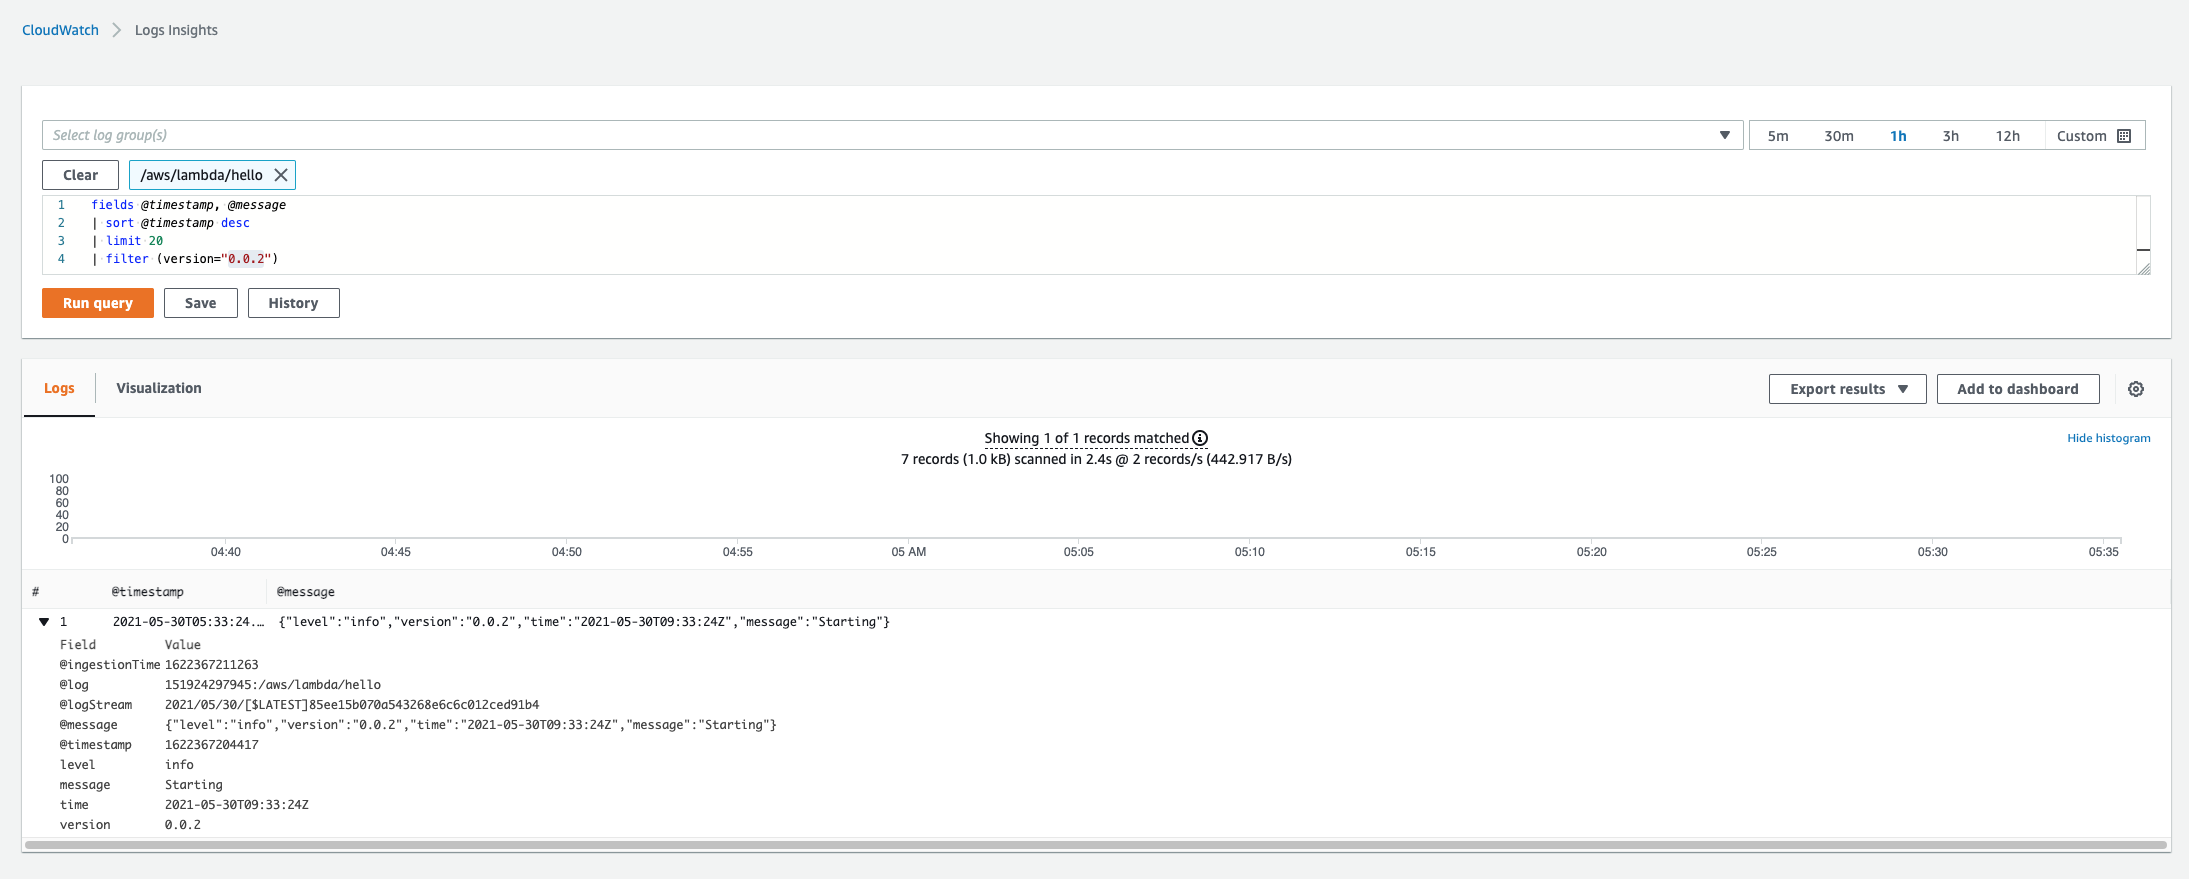 CloudWatch > Logs Insights
Select log group(s) 5m 30m 1h 3h 12h Custom
Clear /aws/lambda/hello
1 fields @timestamp, @message
2 | sort @timestamp desc
3 | limit 20
4 | filter (version="0.0.2")
Run query Save History
Logs Visualization Export results Add to dashboard
Showing 1 of 1 records matched Hide histogram
7 records (1.0 kB) scanned in 2.4s @ 2 records/s (442.917 B/s)
100
80
60
40
20
0
04:40 04:45 04:50 04:55 05 AM 05:05 05:10 05:15 05:20 05:25 05:30 05:35
# @timestamp @message
1 2021-05-30T05:33:24.… {"level":"info","version":"0.0.2","time":"2021-05-30T09:33:24Z","message":"Starting"}
Field Value
@ingestionTime 1622367211263
@log 151924297945:/aws/lambda/hello
@logStream 2021/05/30/[$LATEST]85ee15b070a543268e6c6c012ced91b4
@message {"level":"info","version":"0.0.2","time":"2021-05-30T09:33:24Z","message":"Starting"}
@timestamp 1622367204417
level info
message Starting
time 2021-05-30T09:33:24Z
version 0.0.2